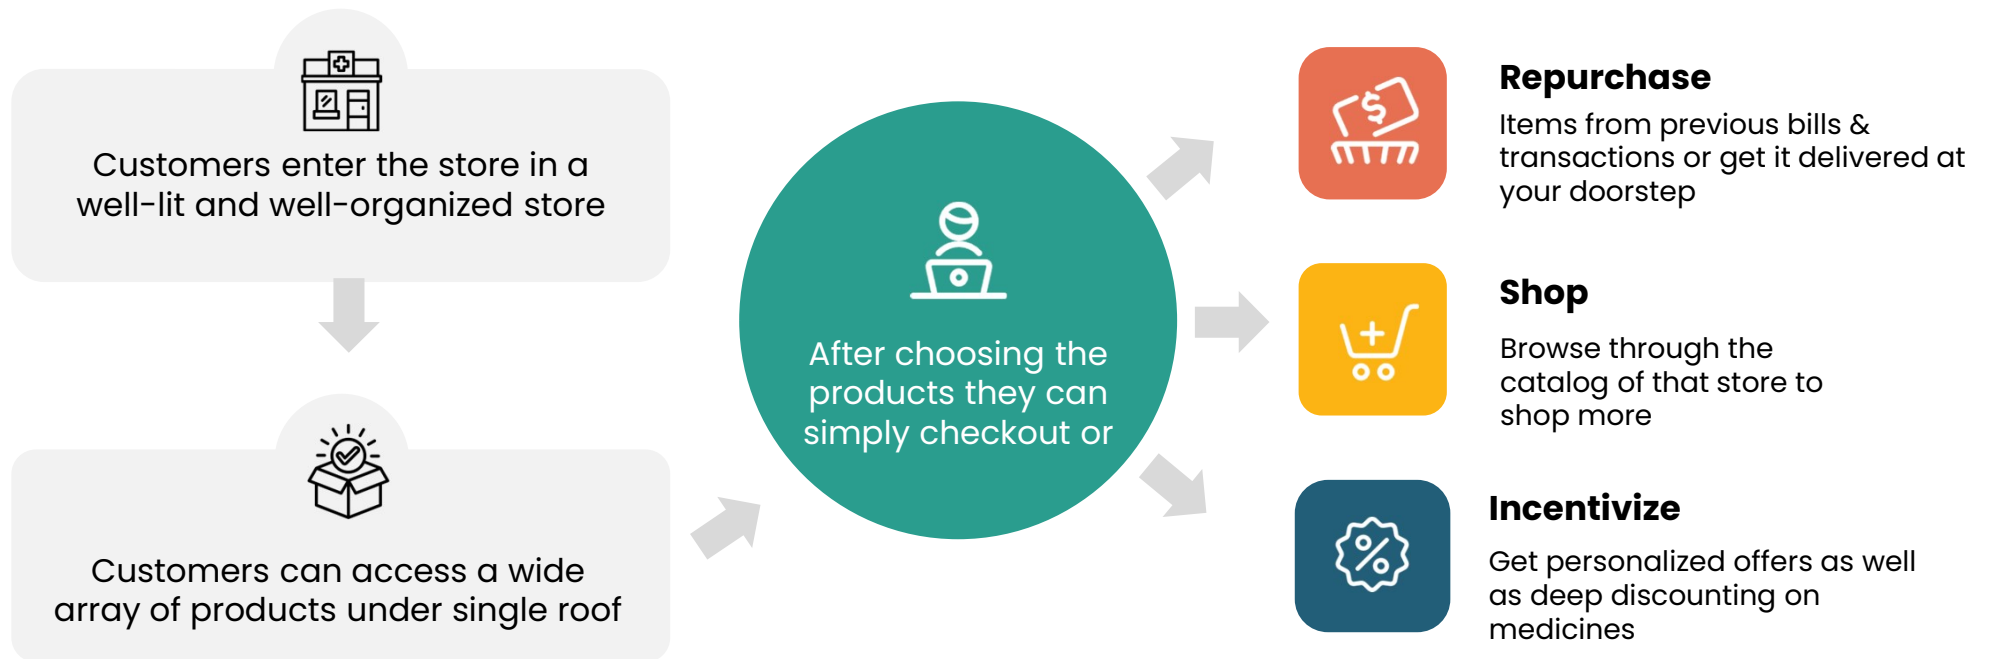 Customers enter the store in a
well-lit and well-organized store
Customers can access a wide
array of products under single roof
After choosing the
products they can
simply checkout or
Repurchase
Items from previous bills &
transactions or get it delivered at
your doorstep
Shop
Browse through the
catalog of that store to
shop more
Incentivize
Get personalized offers as well
as deep discounting on
medicines